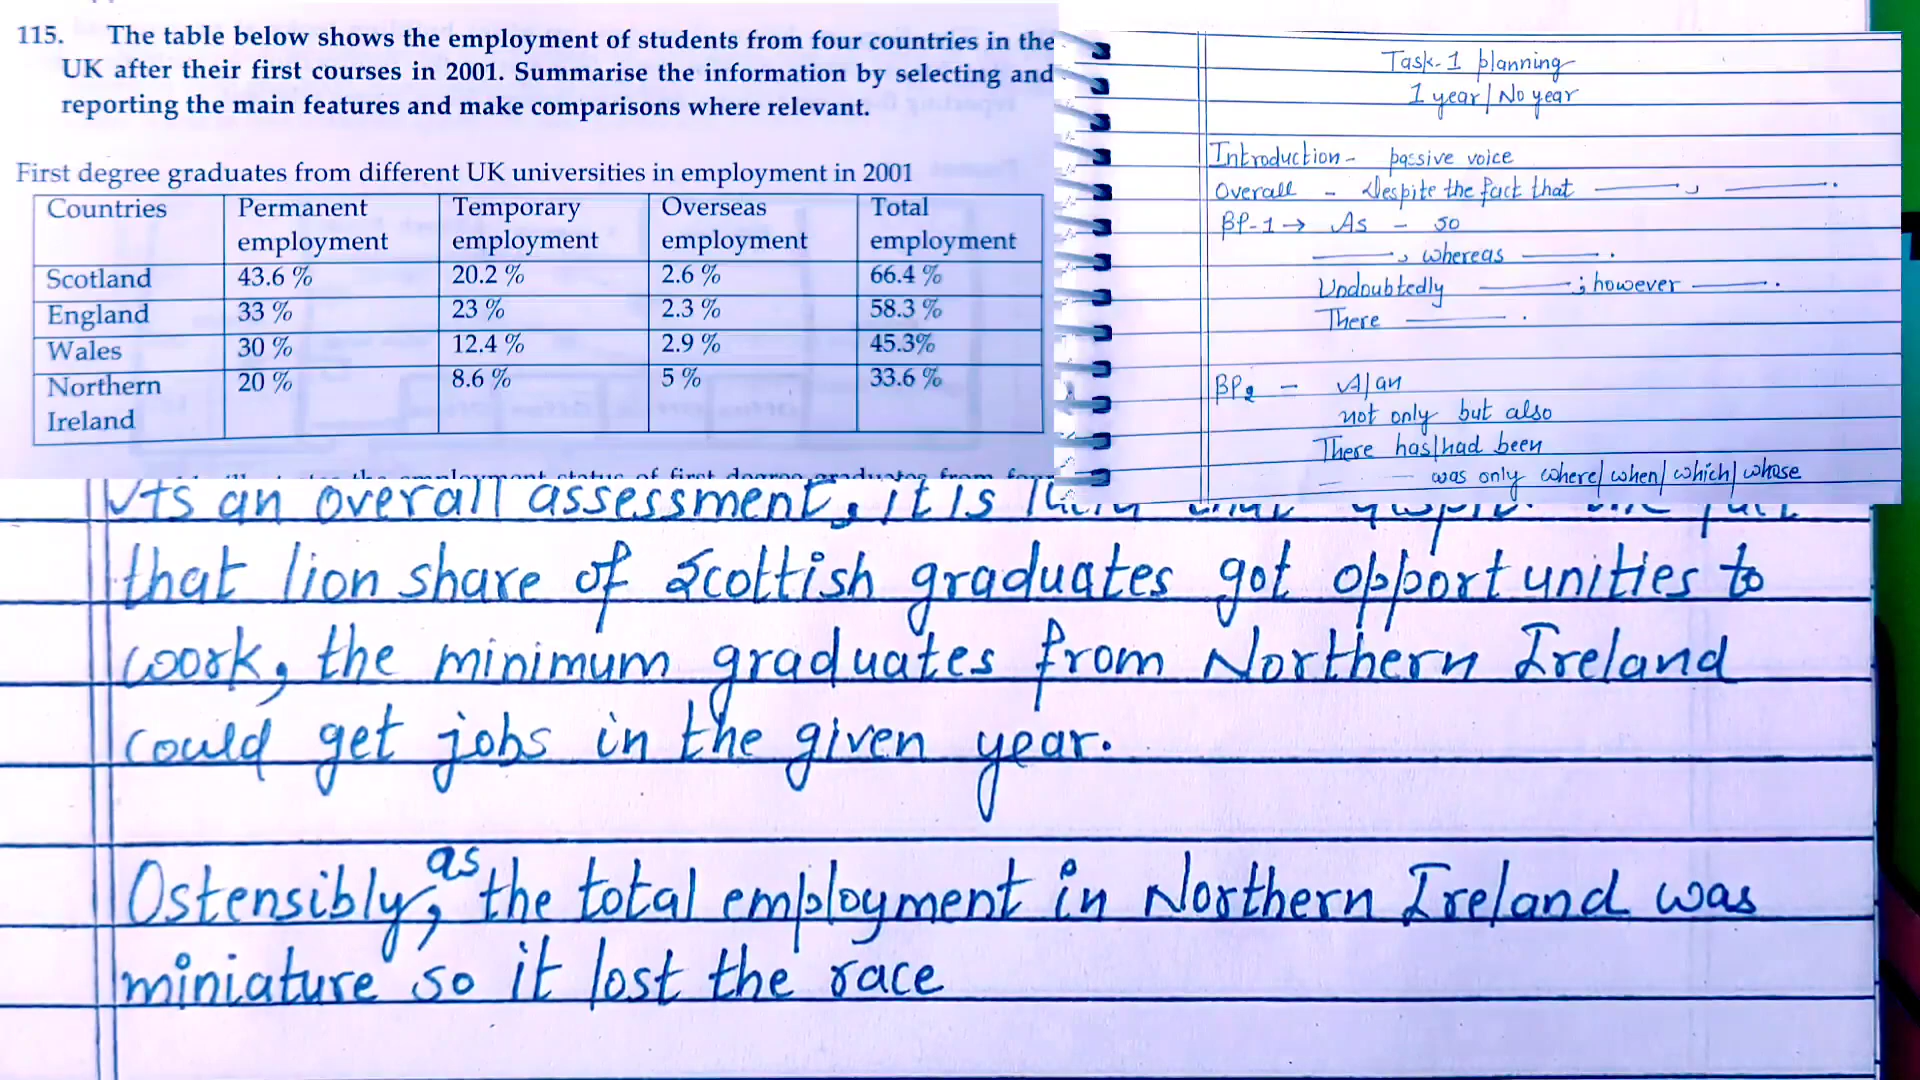 115. The table below shows the employment of students from four countries in the
UK after their first courses in 2001. Summarise the information by selecting and
reporting the main features and make comparisons where relevant.
First degree graduates from different UK universities in employment in 2001
Countries Permanent employment Temporary employment Overseas employment Total employment
Scotland 43.6 % 20.2 % 2.6 % 66.4 %
England 33 % 23 % 2.3 % 58.3 %
Wales 30 % 12.4 % 2.9 % 45.3%
Northern Ireland 20 % 8.6 % 5 % 33.6 %
the employment status of first degree graduates from four
Task-1 planning
1 year/No year
Introduction - passive voice
Overall - Despite the fact that ———, ———.
BP-1 → As - so
———, whereas ———.
Undoubtedly ———; however ———.
There ———.
BP2 - A/an
not only but also
There has/had been
— — was only where/when/which/whose
As an overall assessment, it is
that lion share of Scottish graduates got opportunities to
work, the minimum graduates from Northern Ireland
could get jobs in the given year.
Ostensibly, as the total employment in Northern Ireland was
miniature so it lost the race